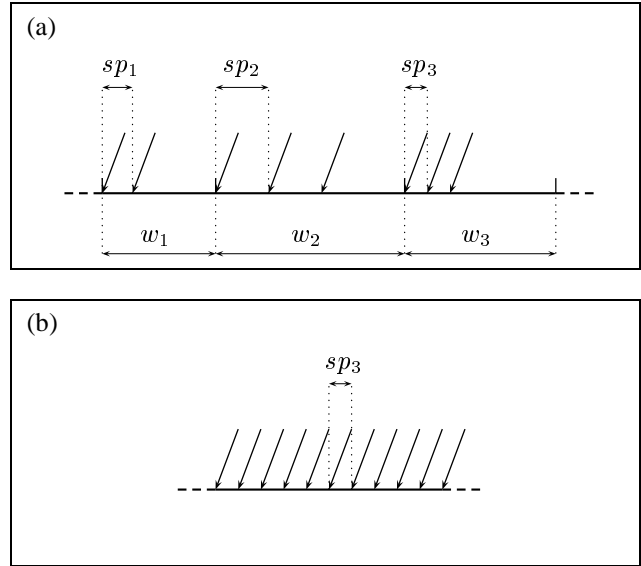 (a)
sp₁ sp₂ sp₃
w₁ w₂ w₃
(b)
sp₃